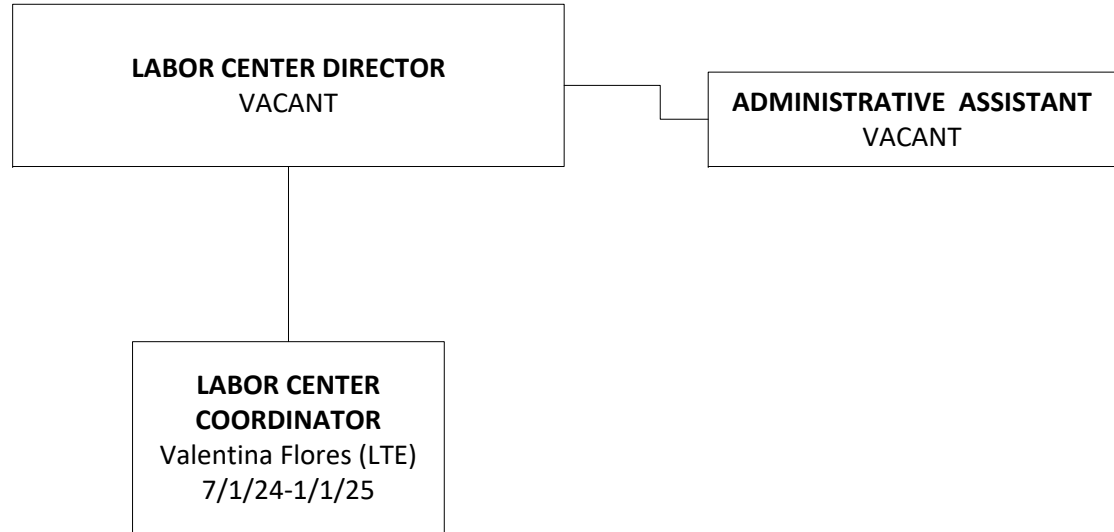 LABOR CENTER DIRECTOR
VACANT
ADMINISTRATIVE ASSISTANT
VACANT
LABOR CENTER
COORDINATOR
Valentina Flores (LTE)
7/1/24-1/1/25